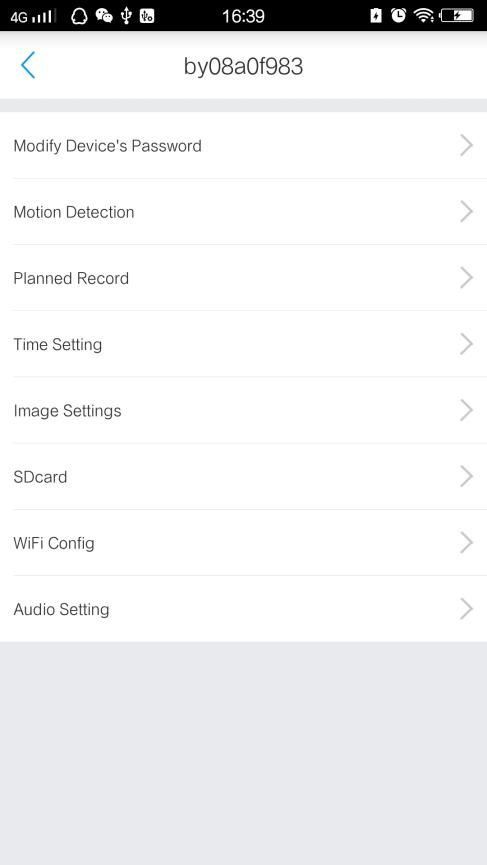 4G 16:39
by08a0f983
Modify Device's Password
Motion Detection
Planned Record
Time Setting
Image Settings
SDcard
WiFi Config
Audio Setting